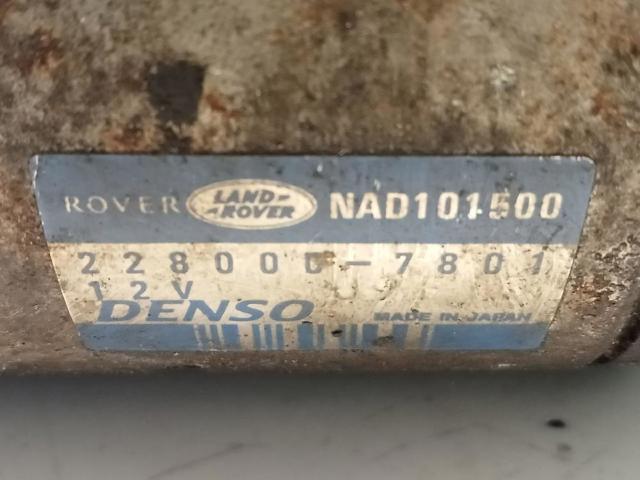 ROVER LAND-ROVER NAD101500
228000-7801
12V
DENSO MADE IN JAPAN